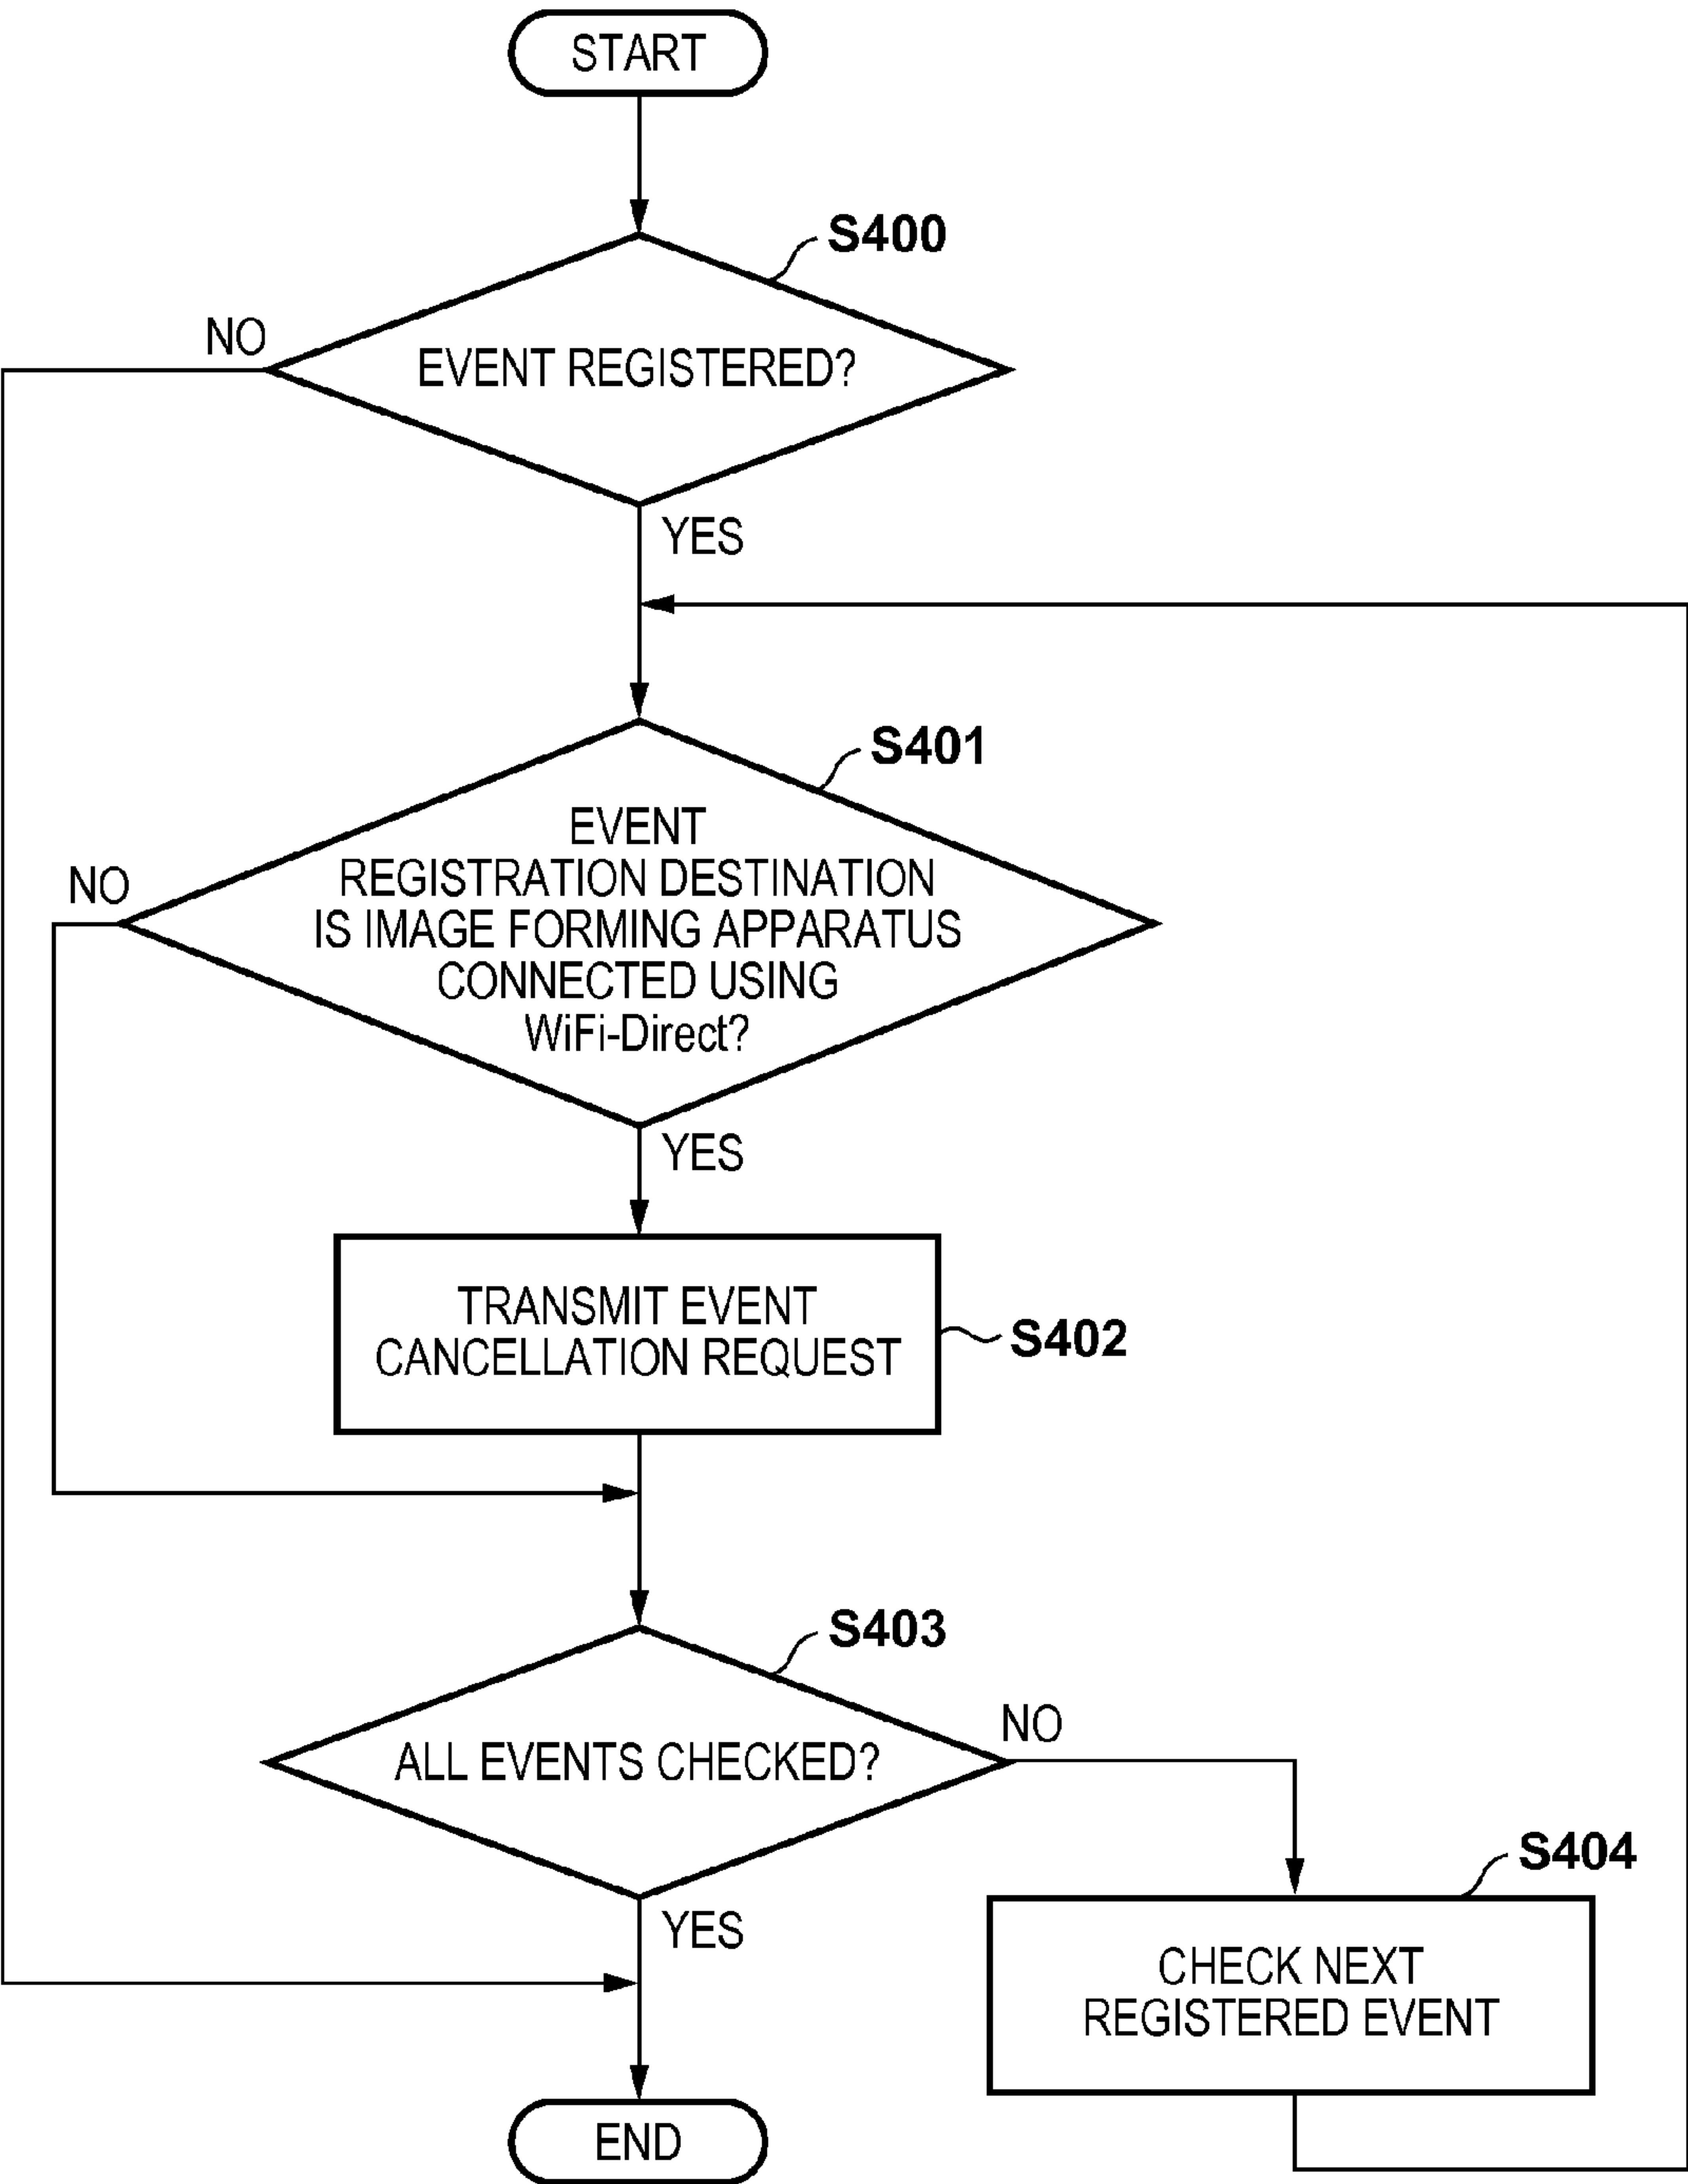 START
S400
NO
EVENT REGISTERED?
YES
S401
NO
EVENT
REGISTRATION DESTINATION
IS IMAGE FORMING APPARATUS
CONNECTED USING
WiFi-Direct?
YES
TRANSMIT EVENT
CANCELLATION REQUEST
S402
S403
NO
ALL EVENTS CHECKED?
YES
S404
CHECK NEXT
REGISTERED EVENT
END